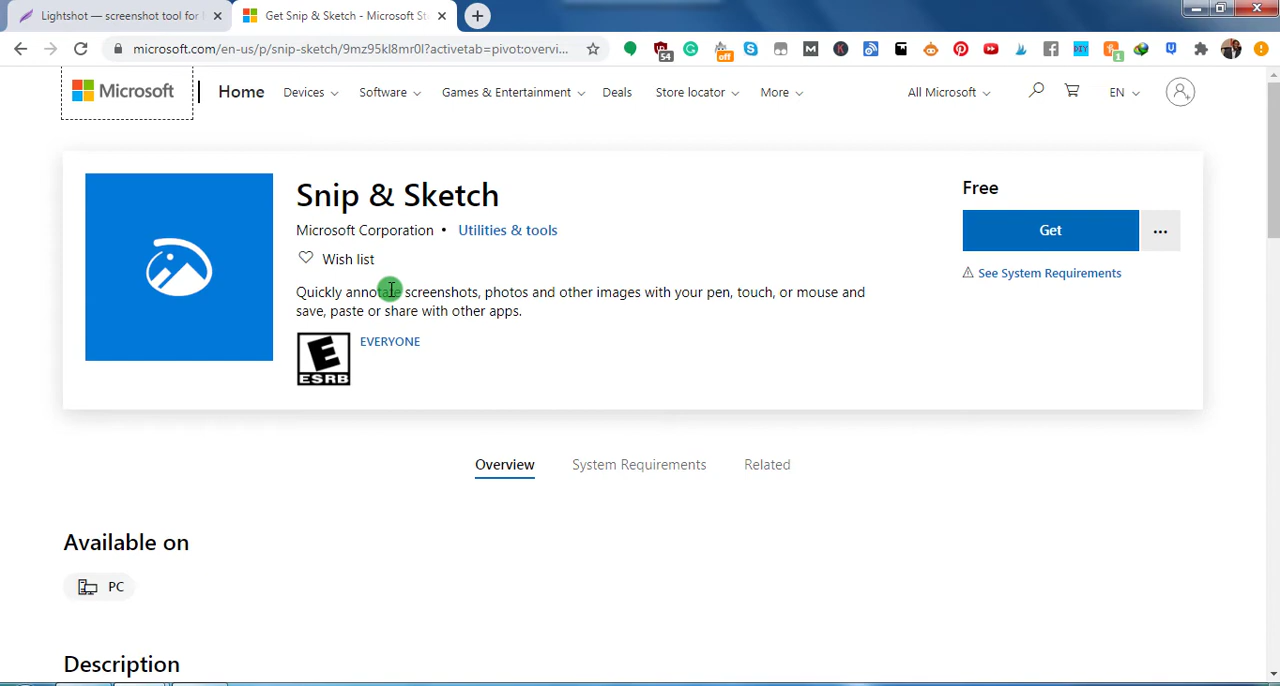 Lightshot — screenshot tool for
Get Snip & Sketch - Microsoft St
microsoft.com/en-us/p/snip-sketch/9mz95kl8mr0l?activetab=pivot:overvi...
54
off
M
K
DIY
1
Microsoft
Home
Devices
Software
Games & Entertainment
Deals
Store locator
More
All Microsoft
EN
Snip & Sketch
Microsoft Corporation • Utilities & tools
Wish list
Quickly annotate screenshots, photos and other images with your pen, touch, or mouse and
save, paste or share with other apps.
E
ESRB
EVERYONE
Free
Get
...
See System Requirements
Overview
System Requirements
Related
Available on
PC
Description